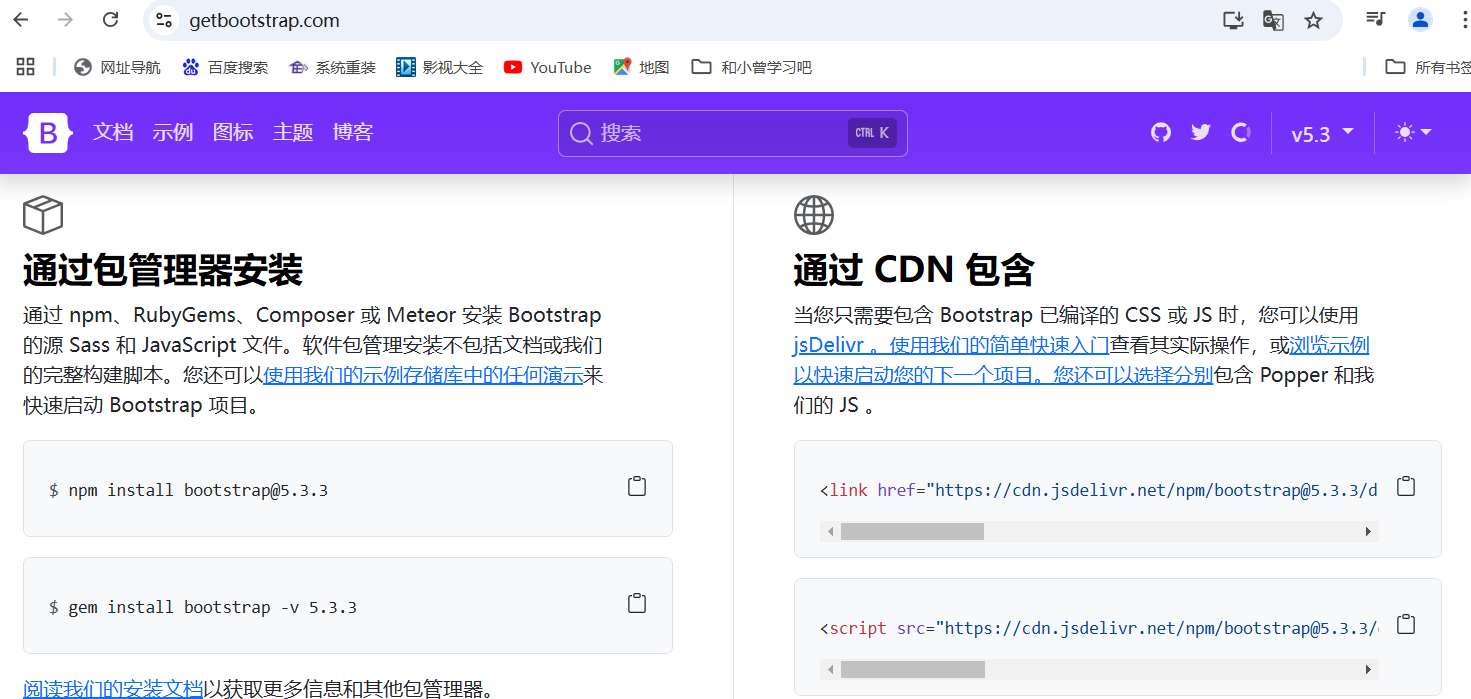 getbootstrap.com
网址导航 百度搜索 系统重装 影视大全 YouTube 地图 和小曾学习吧 所有书签
B 文档 示例 图标 主题 博客 搜索 CTRL K v5.3
通过包管理器安装
通过 npm、RubyGems、Composer 或 Meteor 安装 Bootstrap
的源 Sass 和 JavaScript 文件。软件包管理安装不包括文档或我们
的完整构建脚本。您还可以使用我们的示例存储库中的任何演示来
快速启动 Bootstrap 项目。
$ npm install bootstrap@5.3.3
$ gem install bootstrap -v 5.3.3
阅读我们的安装文档以获取更多信息和其他包管理器。
通过 CDN 包含
当您只需要包含 Bootstrap 已编译的 CSS 或 JS 时，您可以使用
jsDelivr 。使用我们的简单快速入门查看其实际操作，或浏览示例
以快速启动您的下一个项目。您还可以选择分别包含 Popper 和我
们的 JS 。
<link href="https://cdn.jsdelivr.net/npm/bootstrap@5.3.3/d
<script src="https://cdn.jsdelivr.net/npm/bootstrap@5.3.3/